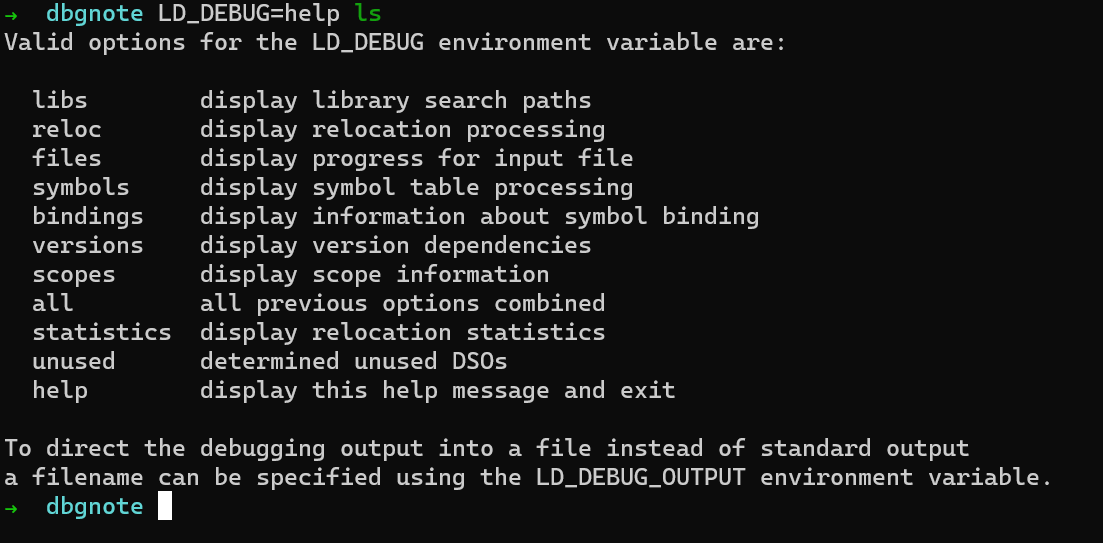 →  dbgnote LD_DEBUG=help ls
Valid options for the LD_DEBUG environment variable are:

  libs        display library search paths
  reloc       display relocation processing
  files       display progress for input file
  symbols     display symbol table processing
  bindings    display information about symbol binding
  versions    display version dependencies
  scopes      display scope information
  all         all previous options combined
  statistics  display relocation statistics
  unused      determined unused DSOs
  help        display this help message and exit

To direct the debugging output into a file instead of standard output
a filename can be specified using the LD_DEBUG_OUTPUT environment variable.
→  dbgnote